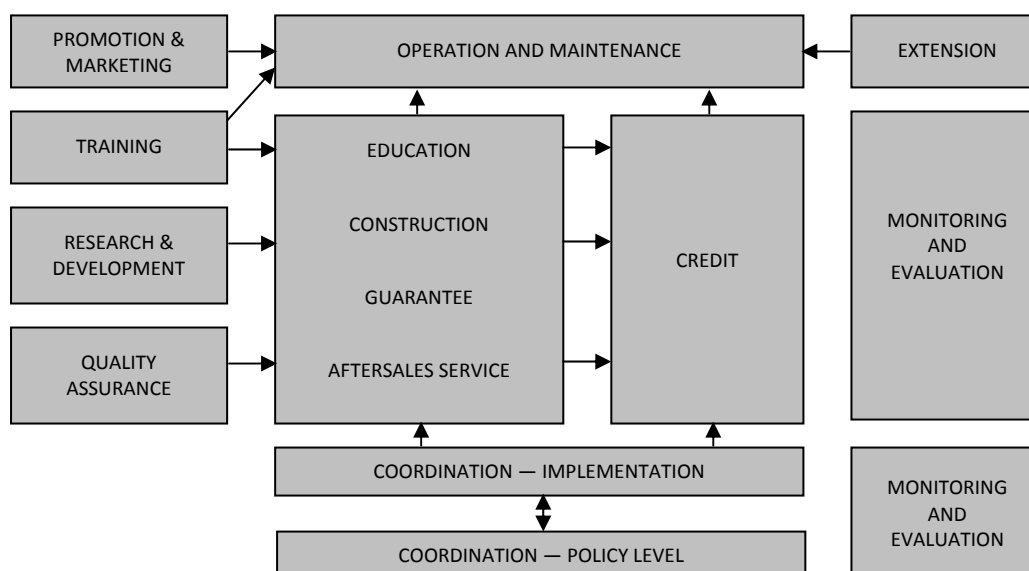 PROMOTION &
MARKETING
OPERATION AND MAINTENANCE
EXTENSION
TRAINING
EDUCATION
CONSTRUCTION
GUARANTEE
AFTERSALES SERVICE
CREDIT
MONITORING
AND
EVALUATION
RESEARCH &
DEVELOPMENT
QUALITY
ASSURANCE
COORDINATION — IMPLEMENTATION
MONITORING
AND
EVALUATION
COORDINATION — POLICY LEVEL